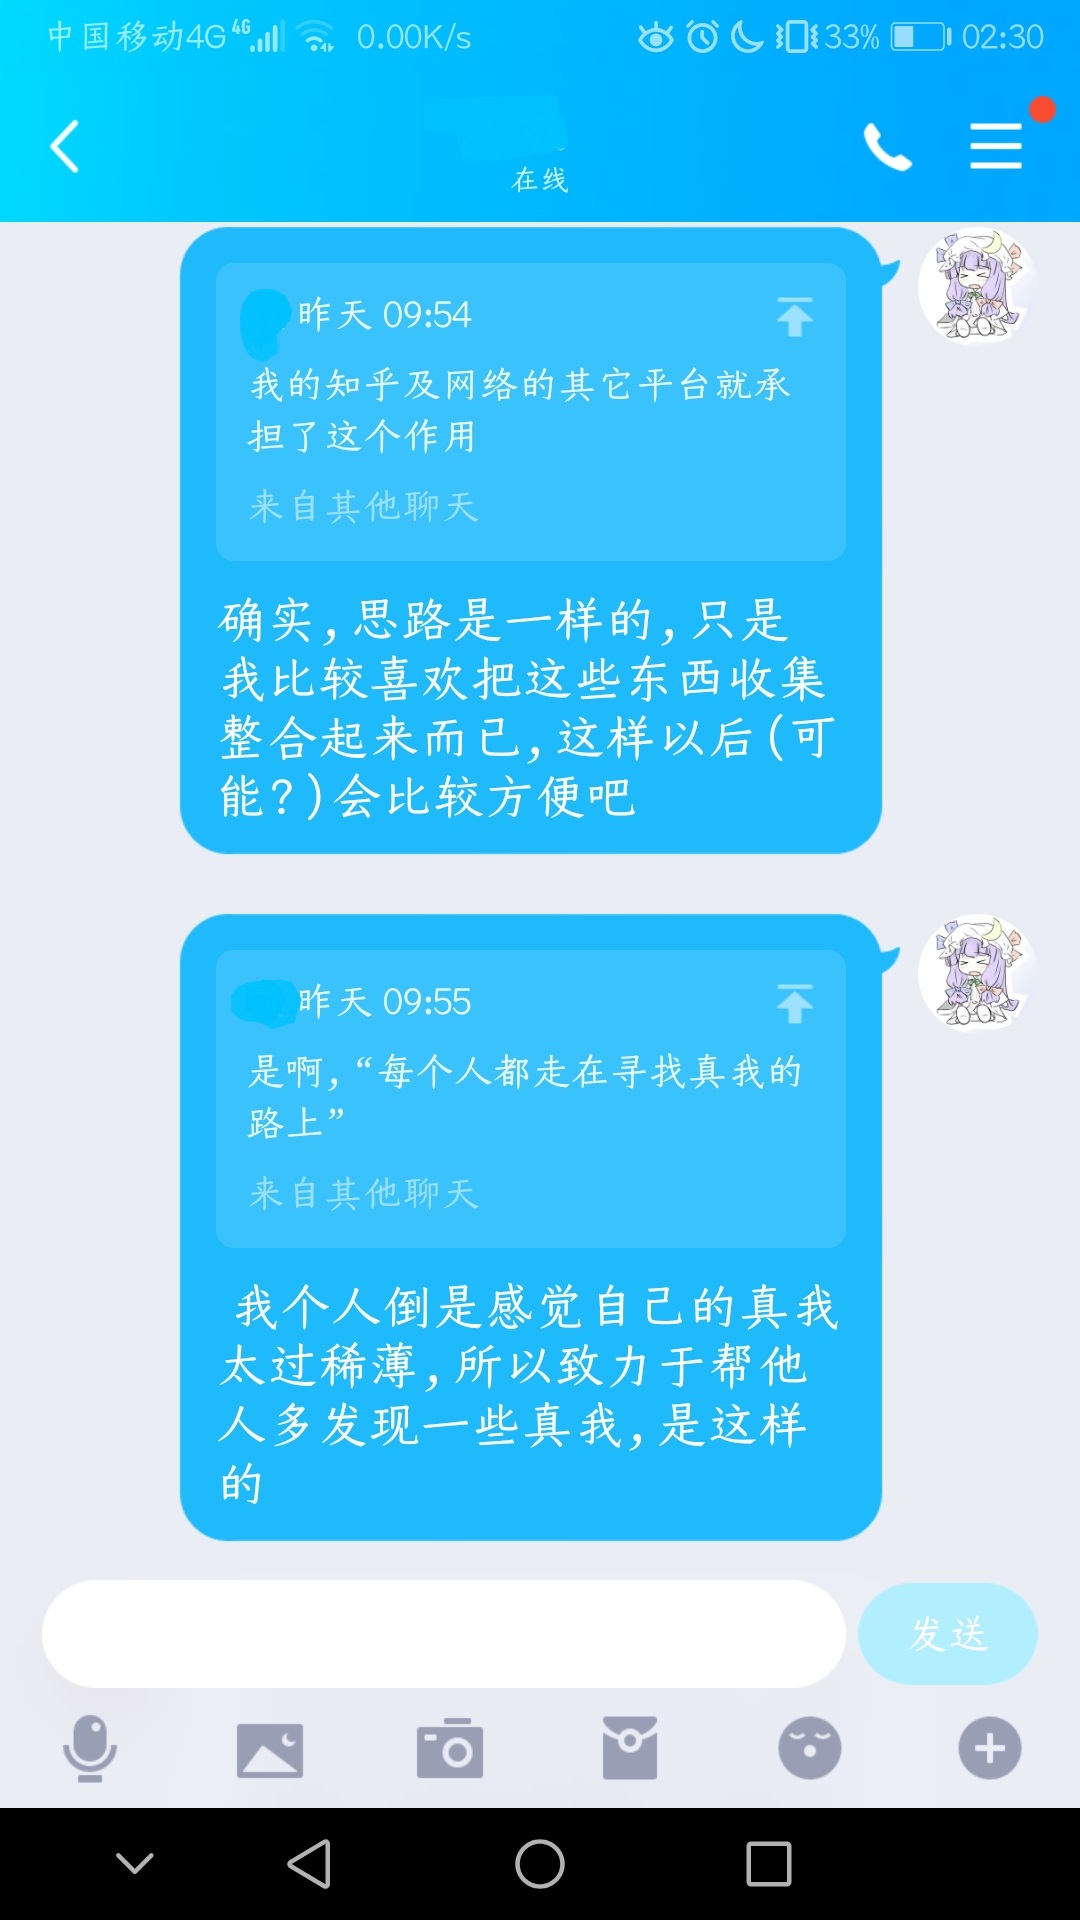 中国移动4G 4G 0.00K/s 33% 02:30
在线
昨天 09:54
我的知乎及网络的其它平台就承
担了这个作用
来自其他聊天
确实,思路是一样的,只是
我比较喜欢把这些东西收集
整合起来而已,这样以后(可
能?)会比较方便吧
昨天 09:55
是啊,“每个人都走在寻找真我的
路上”
来自其他聊天
我个人倒是感觉自己的真我
太过稀薄,所以致力于帮他
人多发现一些真我,是这样
的
发送